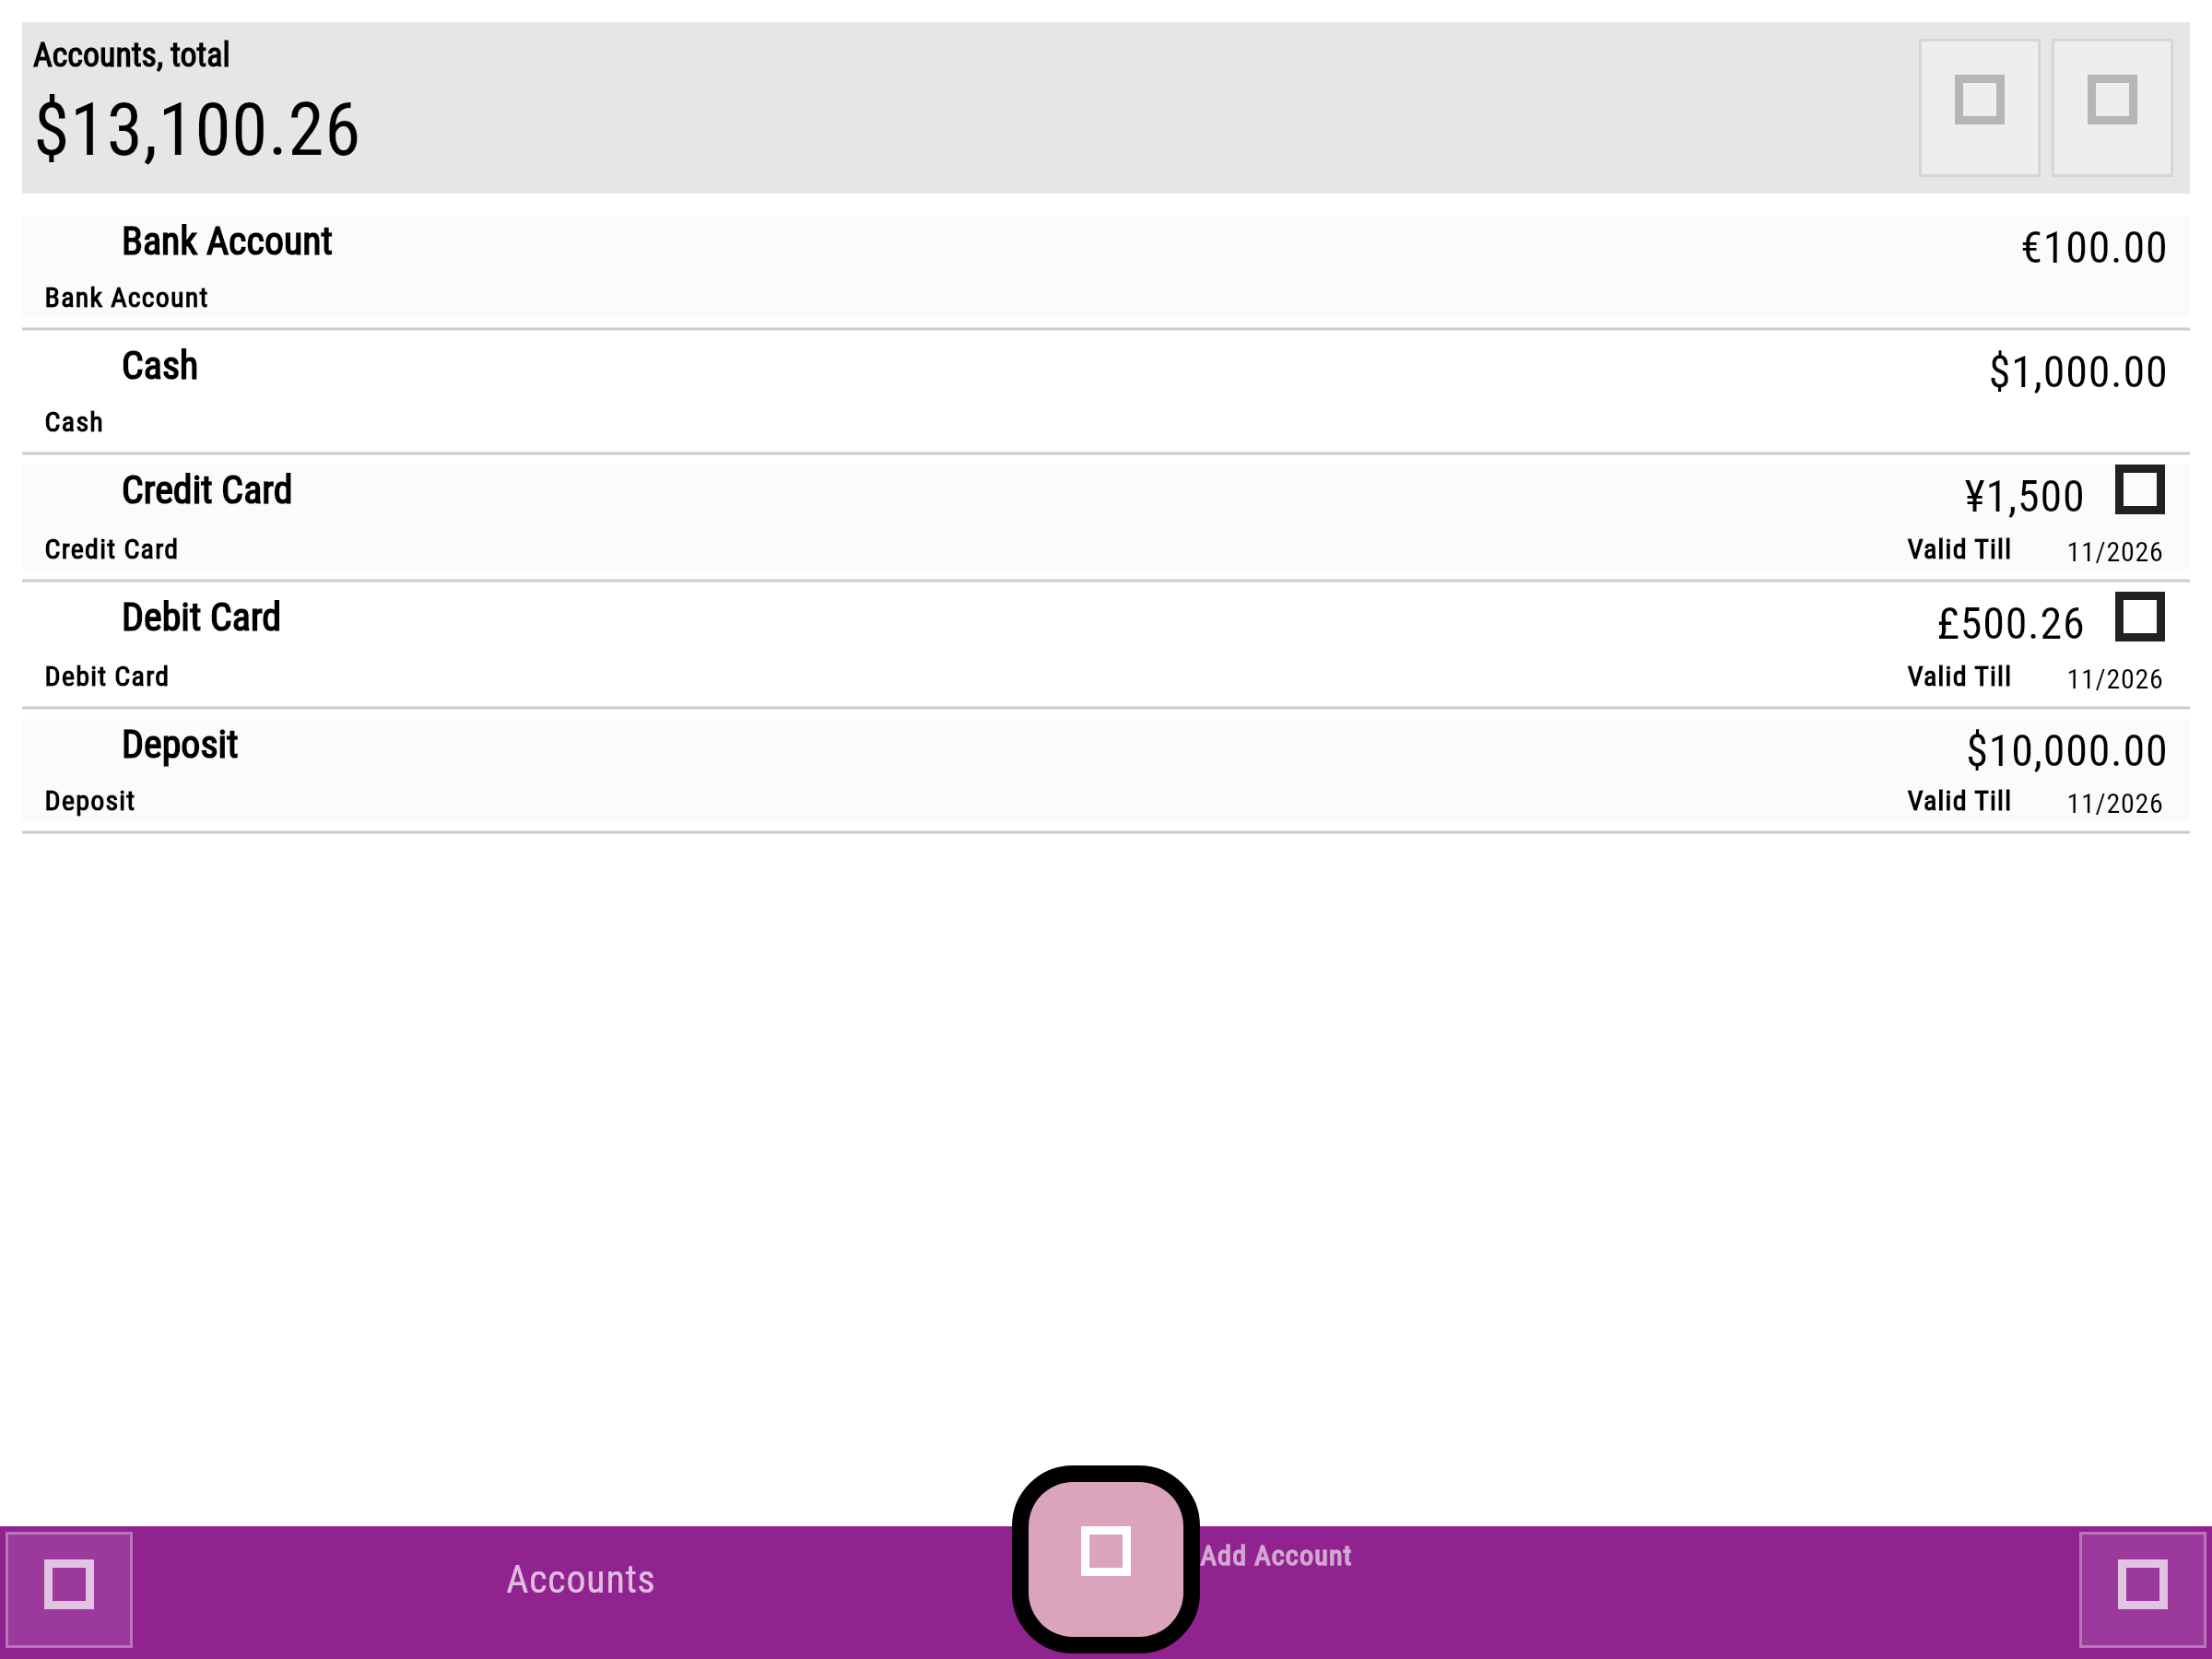 Accounts, total
$13,100.26
Bank Account
€100.00
Bank Account
Cash
$1,000.00
Cash
Credit Card
¥1,500
Credit Card
Valid Till 11/2026
Debit Card
£500.26
Debit Card
Valid Till 11/2026
Deposit
$10,000.00
Deposit
Valid Till 11/2026
Accounts
Add Account